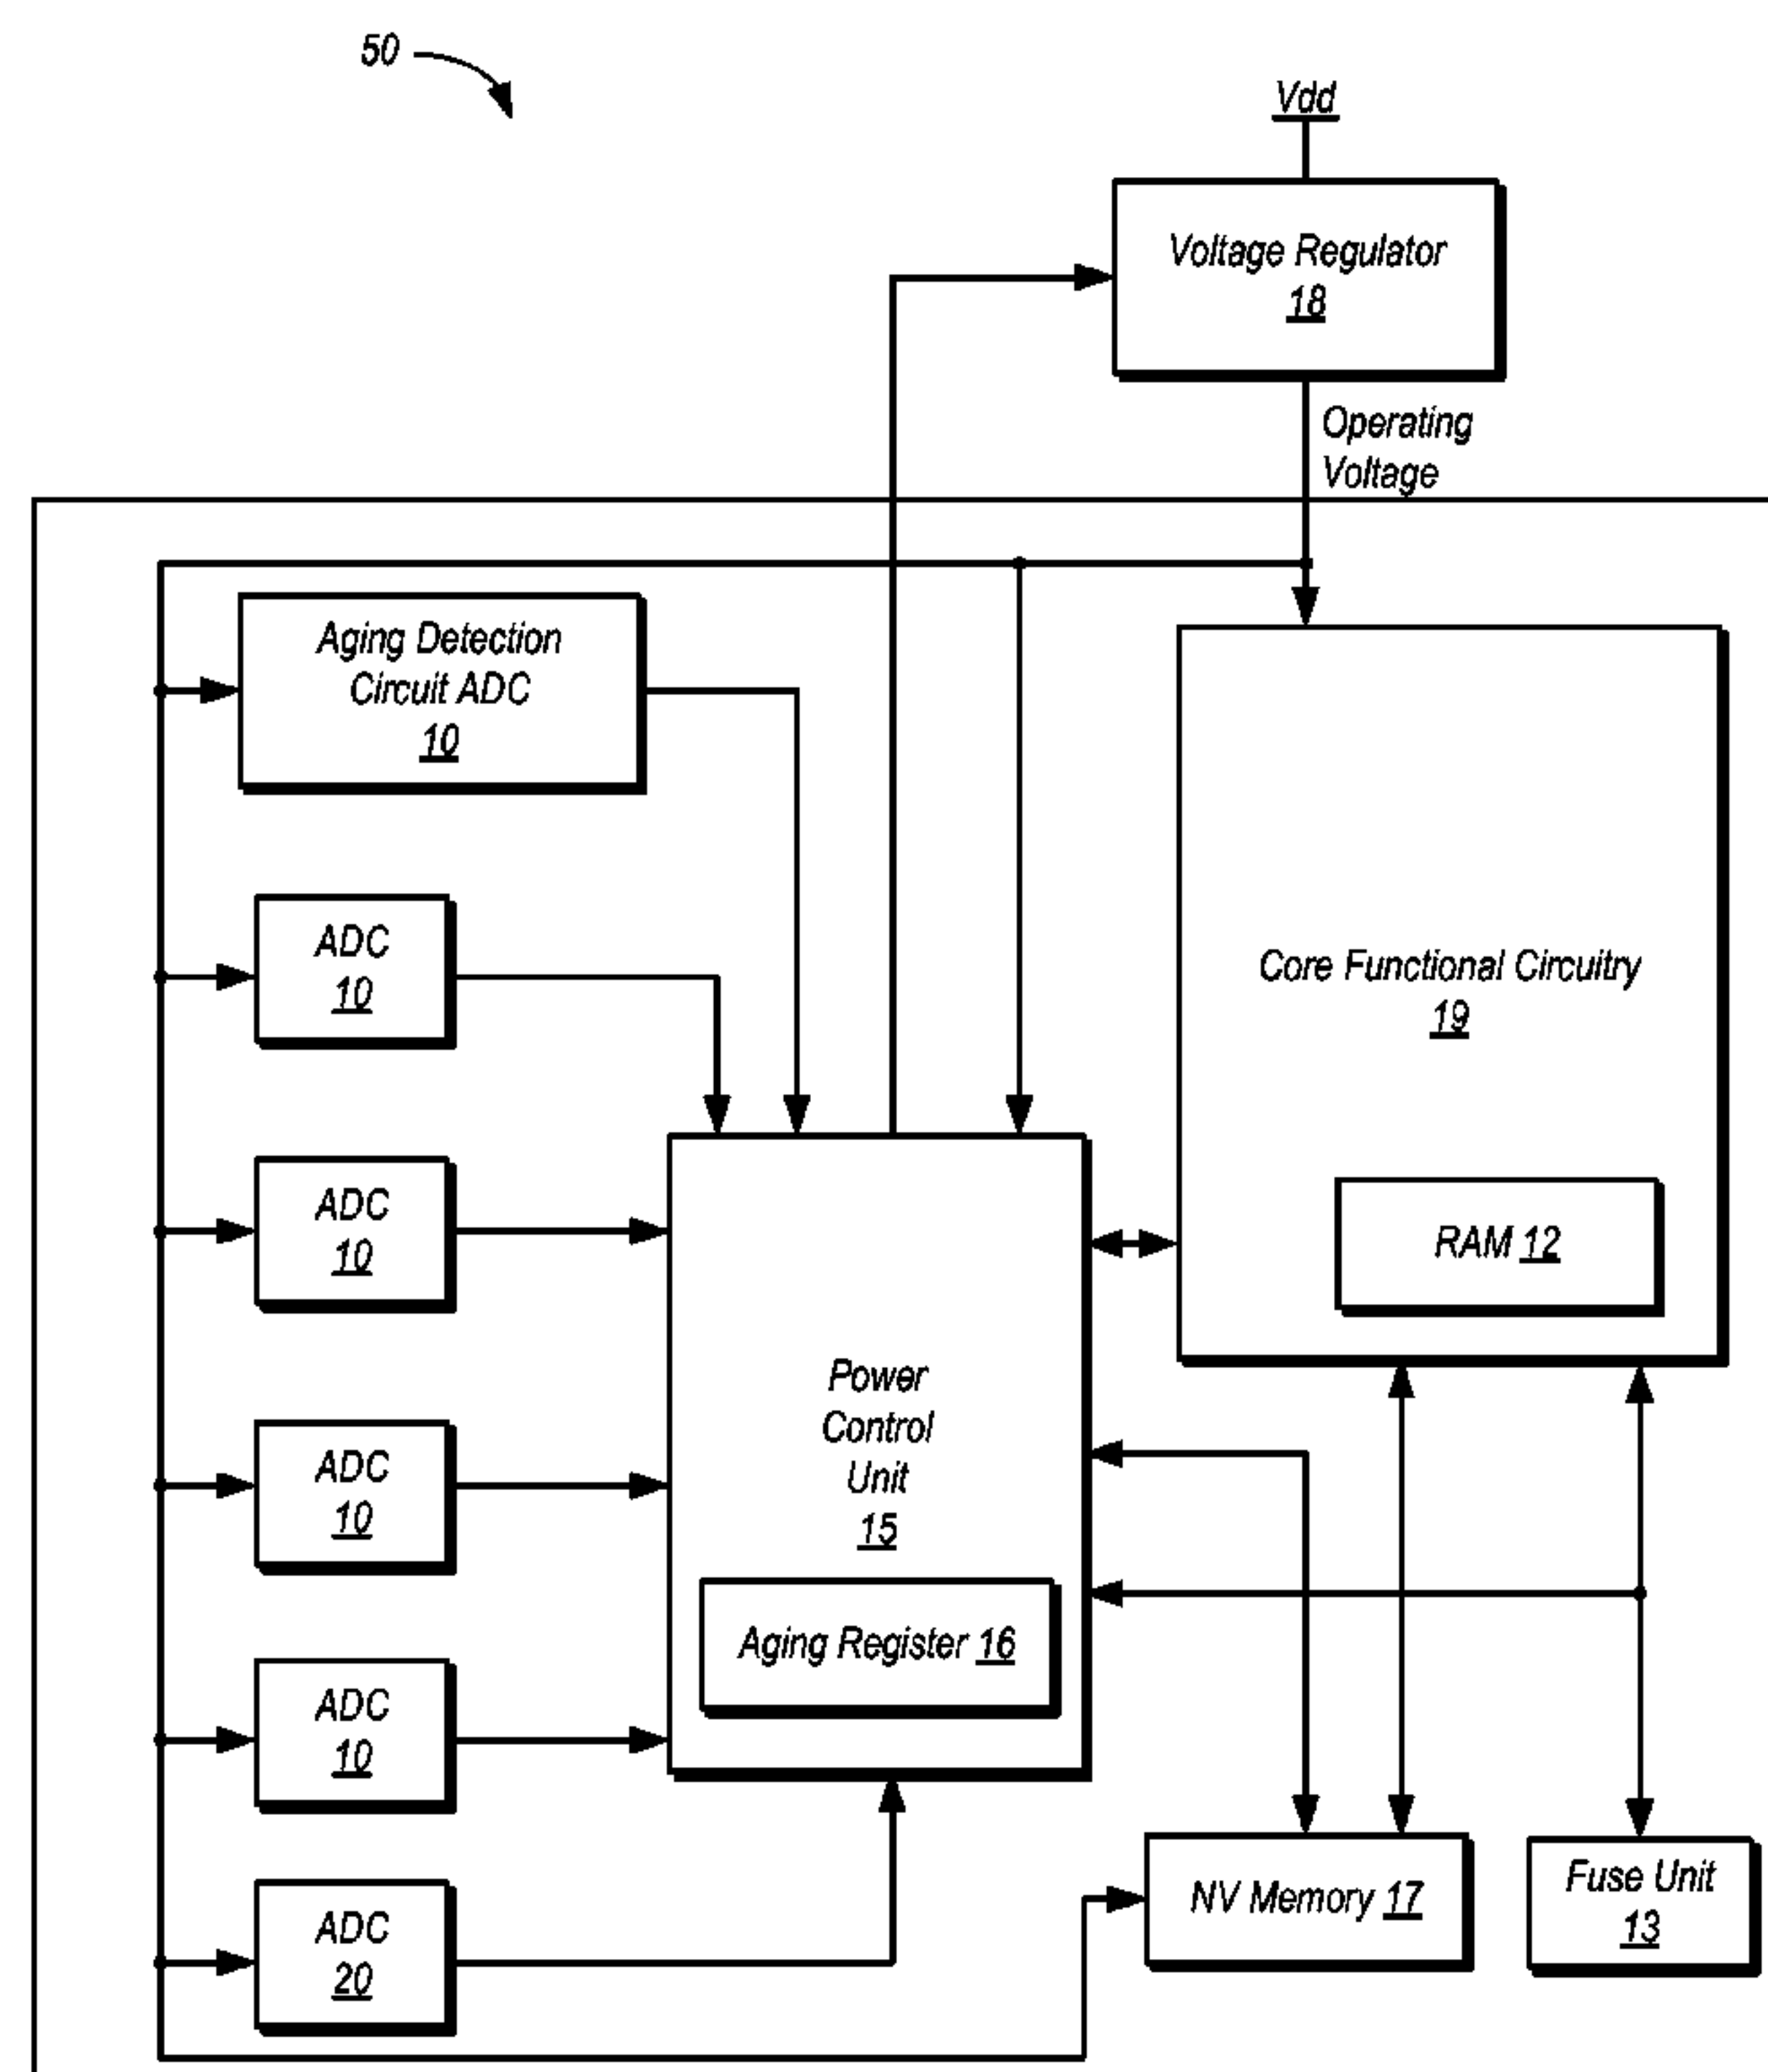 50
Vdd
Voltage Regulator
18
Operating
Voltage
Aging Detection
Circuit ADC
10
ADC
10
Core Functional Circuitry
19
ADC
10
RAM 12
Power
Control
Unit
15
ADC
10
Aging Register 16
ADC
10
NV Memory 17
Fuse Unit
13
ADC
20